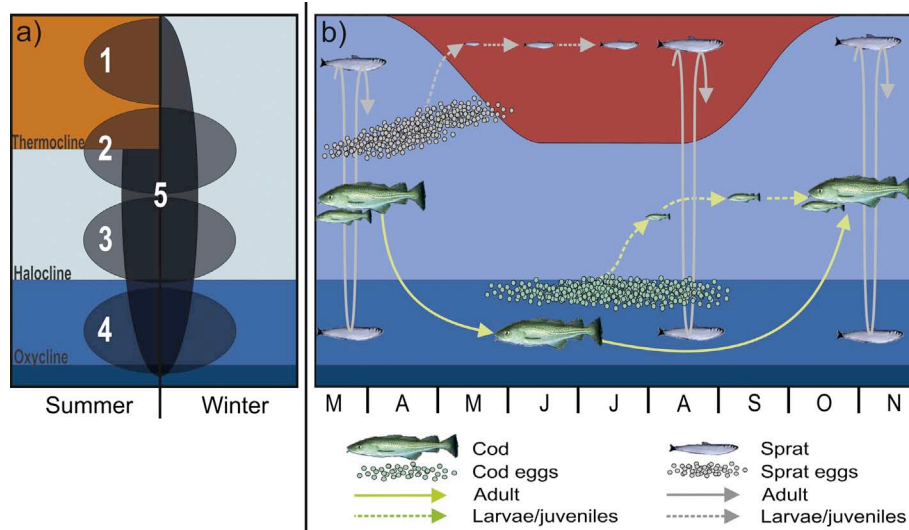 a)
1
Thermocline
2
5
3
Halocline
4
Oxycline
Summer
Winter
b)
M A M J J A S O N
Cod
Cod eggs
Adult
Larvae/juveniles
Sprat
Sprat eggs
Adult
Larvae/juveniles